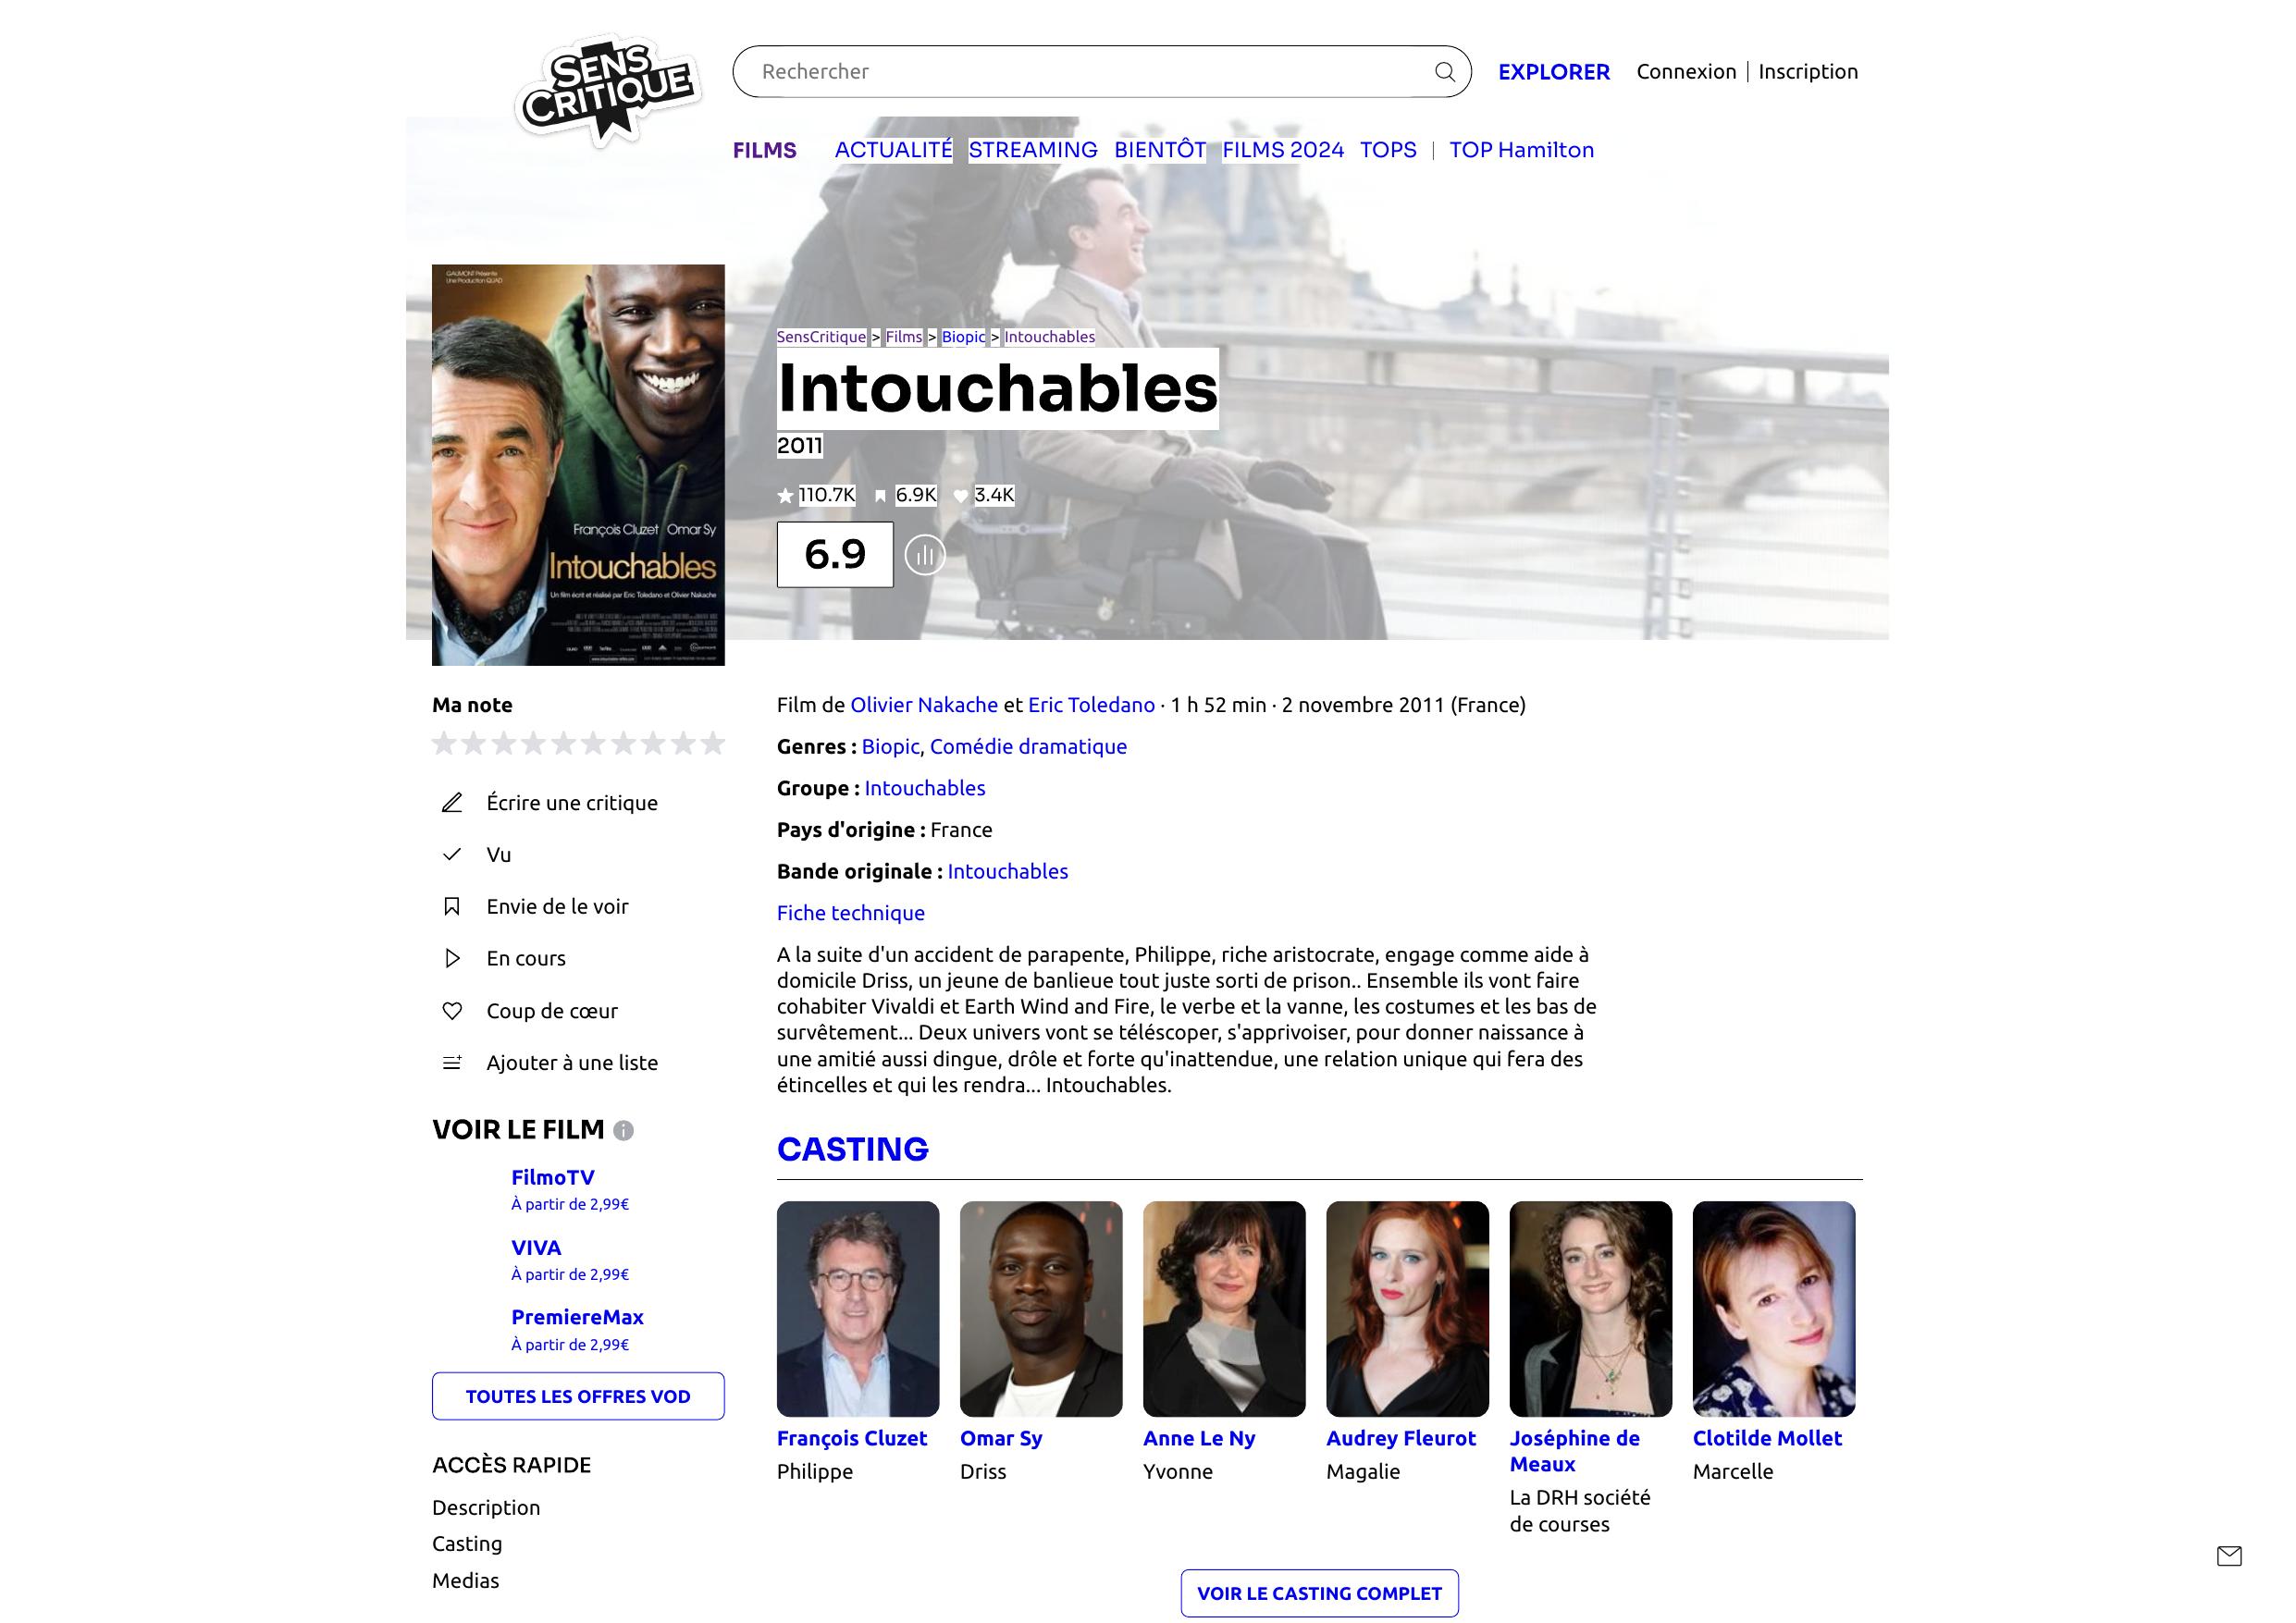 SENS
CRITIQUE
Rechercher
EXPLORER
Connexion | Inscription
FILMS
ACTUALITÉ STREAMING BIENTÔT FILMS 2024 TOPS | TOP Hamilton
GAUMONT Présente
Une Production QUAD
François Cluzet Omar Sy
Intouchables
Un film écrit et réalisé par Eric Toledano et Olivier Nakache
SensCritique > Films > Biopic > Intouchables
Intouchables
2011
110.7K 6.9K 3.4K
6.9
Ma note
Écrire une critique
Vu
Envie de le voir
En cours
Coup de cœur
Ajouter à une liste
VOIR LE FILM
FilmoTV
À partir de 2,99€
VIVA
À partir de 2,99€
PremiereMax
À partir de 2,99€
TOUTES LES OFFRES VOD
ACCÈS RAPIDE
Description
Casting
Medias
Film de Olivier Nakache et Eric Toledano · 1 h 52 min · 2 novembre 2011 (France)
Genres : Biopic, Comédie dramatique
Groupe : Intouchables
Pays d'origine : France
Bande originale : Intouchables
Fiche technique
A la suite d'un accident de parapente, Philippe, riche aristocrate, engage comme aide à
domicile Driss, un jeune de banlieue tout juste sorti de prison.. Ensemble ils vont faire
cohabiter Vivaldi et Earth Wind and Fire, le verbe et la vanne, les costumes et les bas de
survêtement... Deux univers vont se téléscoper, s'apprivoiser, pour donner naissance à
une amitié aussi dingue, drôle et forte qu'inattendue, une relation unique qui fera des
étincelles et qui les rendra... Intouchables.
CASTING
François Cluzet
Philippe
Omar Sy
Driss
Anne Le Ny
Yvonne
Audrey Fleurot
Magalie
Joséphine de
Meaux
La DRH société
de courses
Clotilde Mollet
Marcelle
VOIR LE CASTING COMPLET